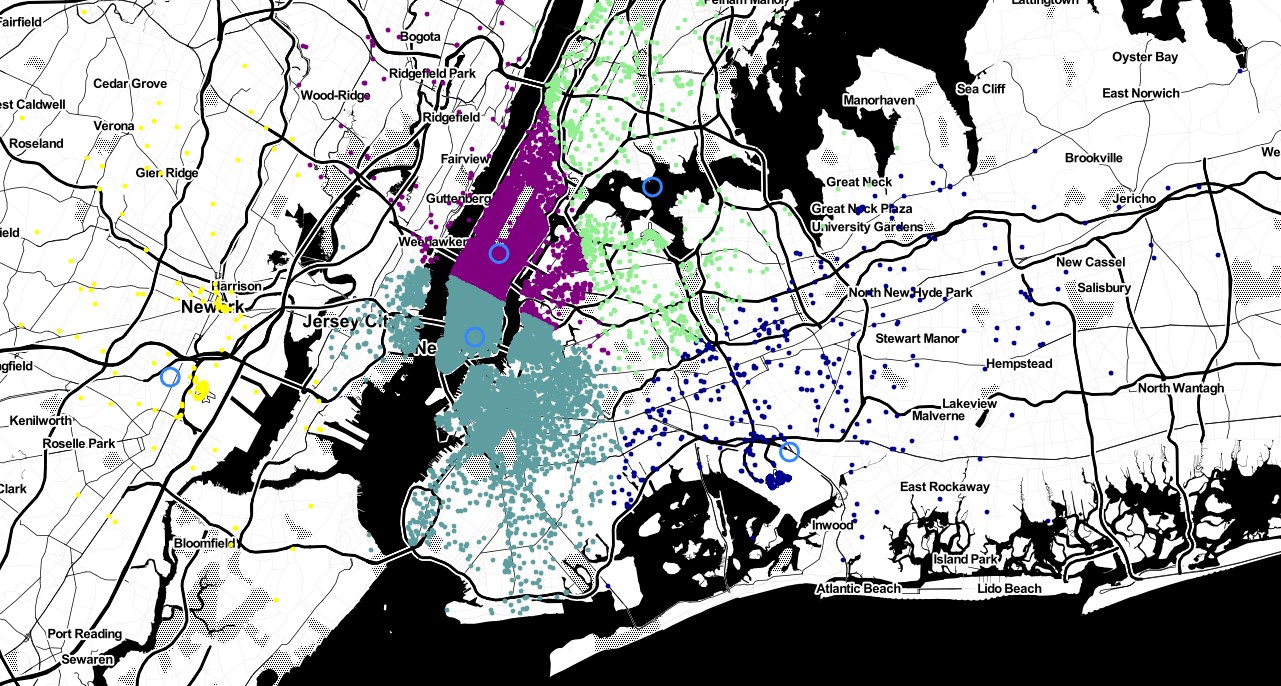 Pelham Manor
Lattingtown
Fairfield
Bogota
Oyster Bay
Ridgefield Park
Cedar Grove
Sea Cliff
East Norwich
Wood-Ridge
Manorhaven
est Caldwell
Ridgefield
Verona
Roseland
We
Brookville
Fairview
Glen Ridge
Great Neck
Guttenberg
Jericho
Great Neck Plaza
University Gardens
ield
Weehawken
New Cassel
Harrison
Salisbury
North New Hyde Park
Newark
Jersey Cit
Stewart Manor
Ne
Hempstead
ngfield
North Wantagh
Lakeview
Malverne
Kenilworth
Roselle Park
Clark
East Rockaway
Inwood
Bloomfield
Island Park
Atlantic Beach
Lido Beach
Port Reading
Sewaren